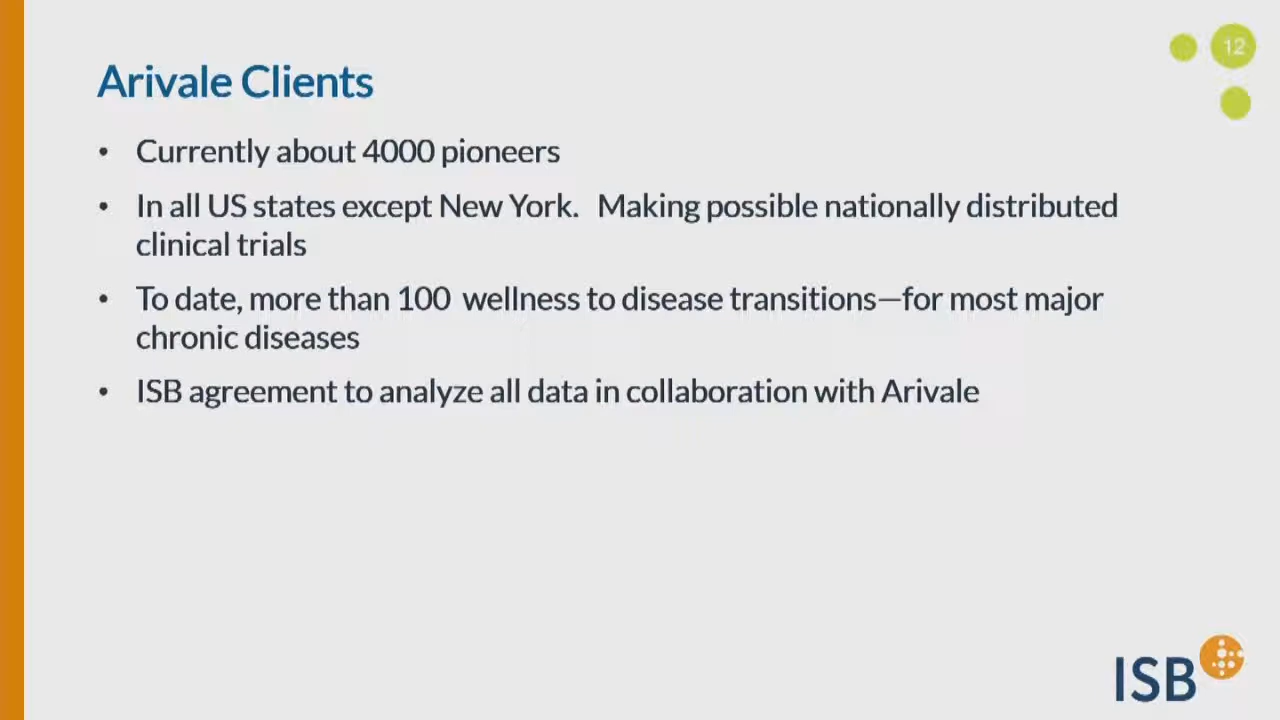 12
Arivale Clients
• Currently about 4000 pioneers
• In all US states except New York.  Making possible nationally distributed
clinical trials
• To date, more than 100  wellness to disease transitions—for most major
chronic diseases
• ISB agreement to analyze all data in collaboration with Arivale
ISB